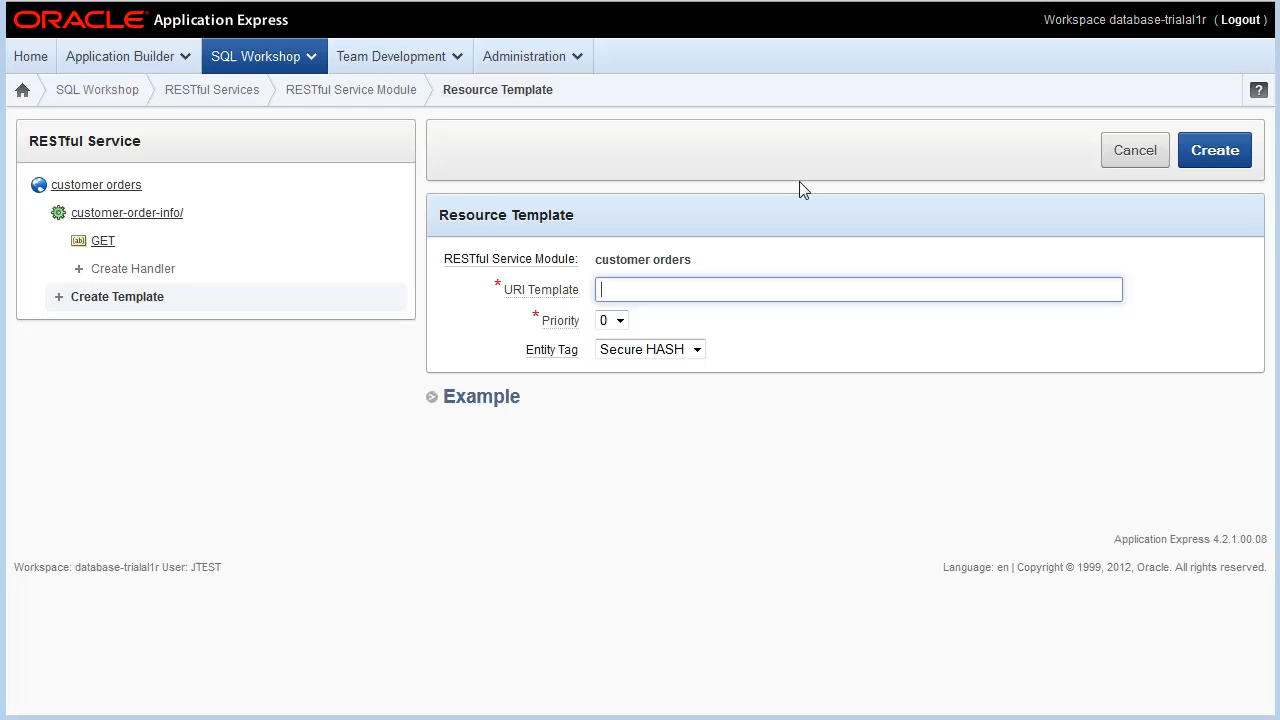 ORACLE Application Express
Workspace database-trialal1r ( Logout )
Home
Application Builder
SQL Workshop
Team Development
Administration
SQL Workshop
RESTful Services
RESTful Service Module
Resource Template
?
RESTful Service
customer orders
customer-order-info/
GET
+ Create Handler
+ Create Template
Cancel
Create
Resource Template
RESTful Service Module: customer orders
* URI Template
* Priority 0
Entity Tag Secure HASH
Example
Application Express 4.2.1.00.08
Workspace: database-trialal1r User: JTEST
Language: en | Copyright © 1999, 2012, Oracle. All rights reserved.